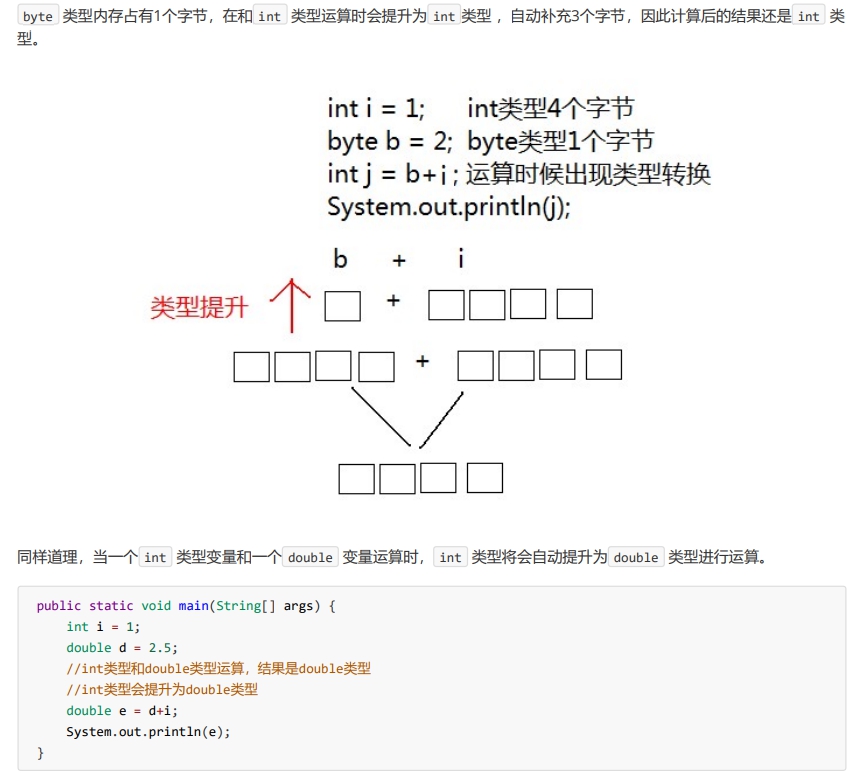 byte 类型内存占有1个字节，在和 int 类型运算时会提升为 int 类型 ，自动补充3个字节，因此计算后的结果还是 int 类
型。
int i = 1; int类型4个字节
byte b = 2; byte类型1个字节
int j = b+i ; 运算时候出现类型转换
System.out.println(j);
b + i
类型提升
+
+
同样道理，当一个 int 类型变量和一个 double 变量运算时， int 类型将会自动提升为 double 类型进行运算。
public static void main(String[] args) {
int i = 1;
double d = 2.5;
//int类型和double类型运算，结果是double类型
//int类型会提升为double类型
double e = d+i;
System.out.println(e);
}